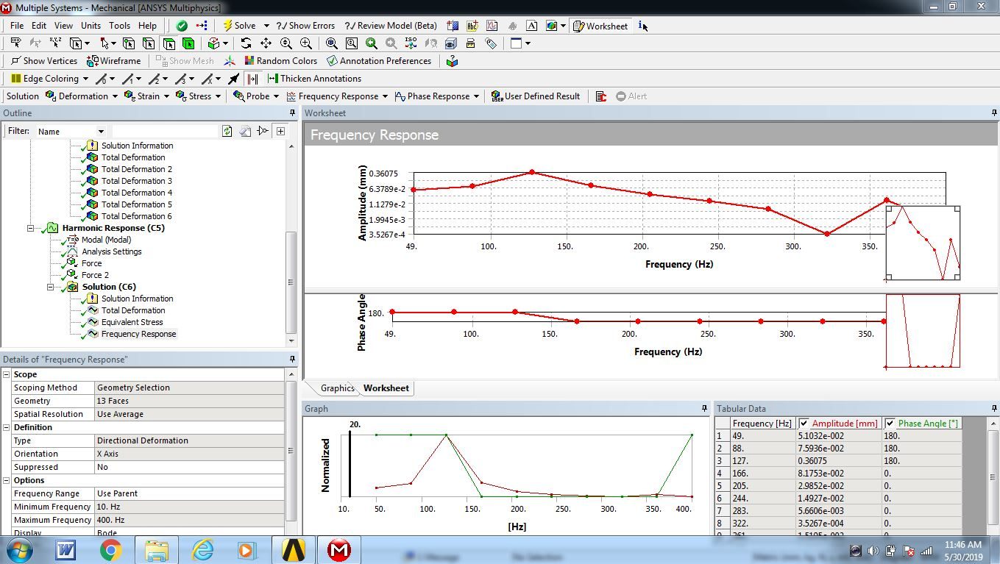 Multiple Systems - Mechanical [ANSYS Multiphysics]
File Edit View Units Tools Help Solve ?✓ Show Errors ?✓ Review Model (Beta) A Worksheet i
Show Vertices Wireframe Show Mesh Random Colors Annotation Preferences
Edge Coloring Thicken Annotations
Solution Deformation Strain Stress Probe Frequency Response Phase Response User Defined Result Alert
Outline
Filter: Name
Solution Information
Total Deformation
Total Deformation 2
Total Deformation 3
Total Deformation 4
Total Deformation 5
Total Deformation 6
Harmonic Response (C5)
Modal (Modal)
Analysis Settings
Force
Force 2
Solution (C6)
Solution Information
Total Deformation
Equivalent Stress
Frequency Response
Details of "Frequency Response"
Scope
Scoping Method Geometry Selection
Geometry 13 Faces
Spatial Resolution Use Average
Definition
Type Directional Deformation
Orientation X Axis
Suppressed No
Options
Frequency Range Use Parent
Minimum Frequency 10. Hz
Maximum Frequency 400. Hz
Display Bode
Worksheet
Frequency Response
Amplitude (mm)
0.36075
6.3789e-2
1.1279e-2
1.9945e-3
3.5267e-4
49. 100. 150. 200. 250. 300. 350.
Frequency (Hz)
Phase Angle
180.
49. 100. 150. 200. 250. 300. 350.
Frequency (Hz)
Graphics Worksheet
Graph
20.
Normalized
10. 50. 100. 150. 200. 250. 300. 350. 400.
[Hz]
Tabular Data
Frequency [Hz] Amplitude [mm] Phase Angle [°]
1 49. 5.1032e-002 180.
2 88. 7.5936e-002 180.
3 127. 0.36075 180.
4 166. 8.1753e-002 0.
5 205. 2.9852e-002 0.
6 244. 1.4927e-002 0.
7 283. 5.6606e-003 0.
8 322. 3.5267e-004 0.
11:46 AM
5/30/2019